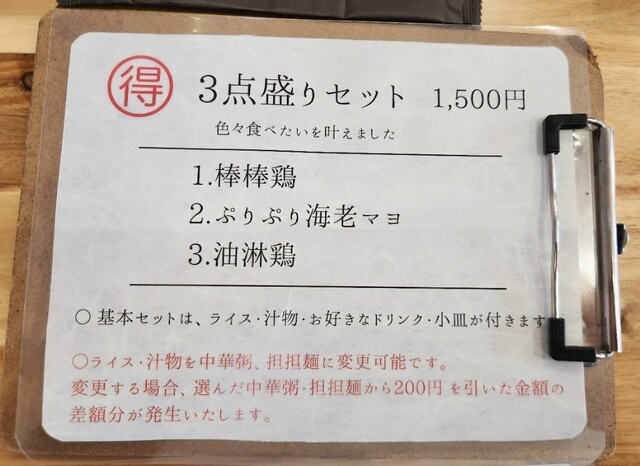 得 3点盛りセット 1,500円
色々食べたいを叶えました
1.棒棒鶏
2.ぷりぷり海老マヨ
3.油淋鶏
○ 基本セットは、ライス･汁物･お好きなドリンク･小皿が付きます
○ライス･汁物を中華粥、担担麺に変更可能です。
変更する場合、選んだ中華粥･担担麺から200円 を引いた金額の
差額分が発生いたします。